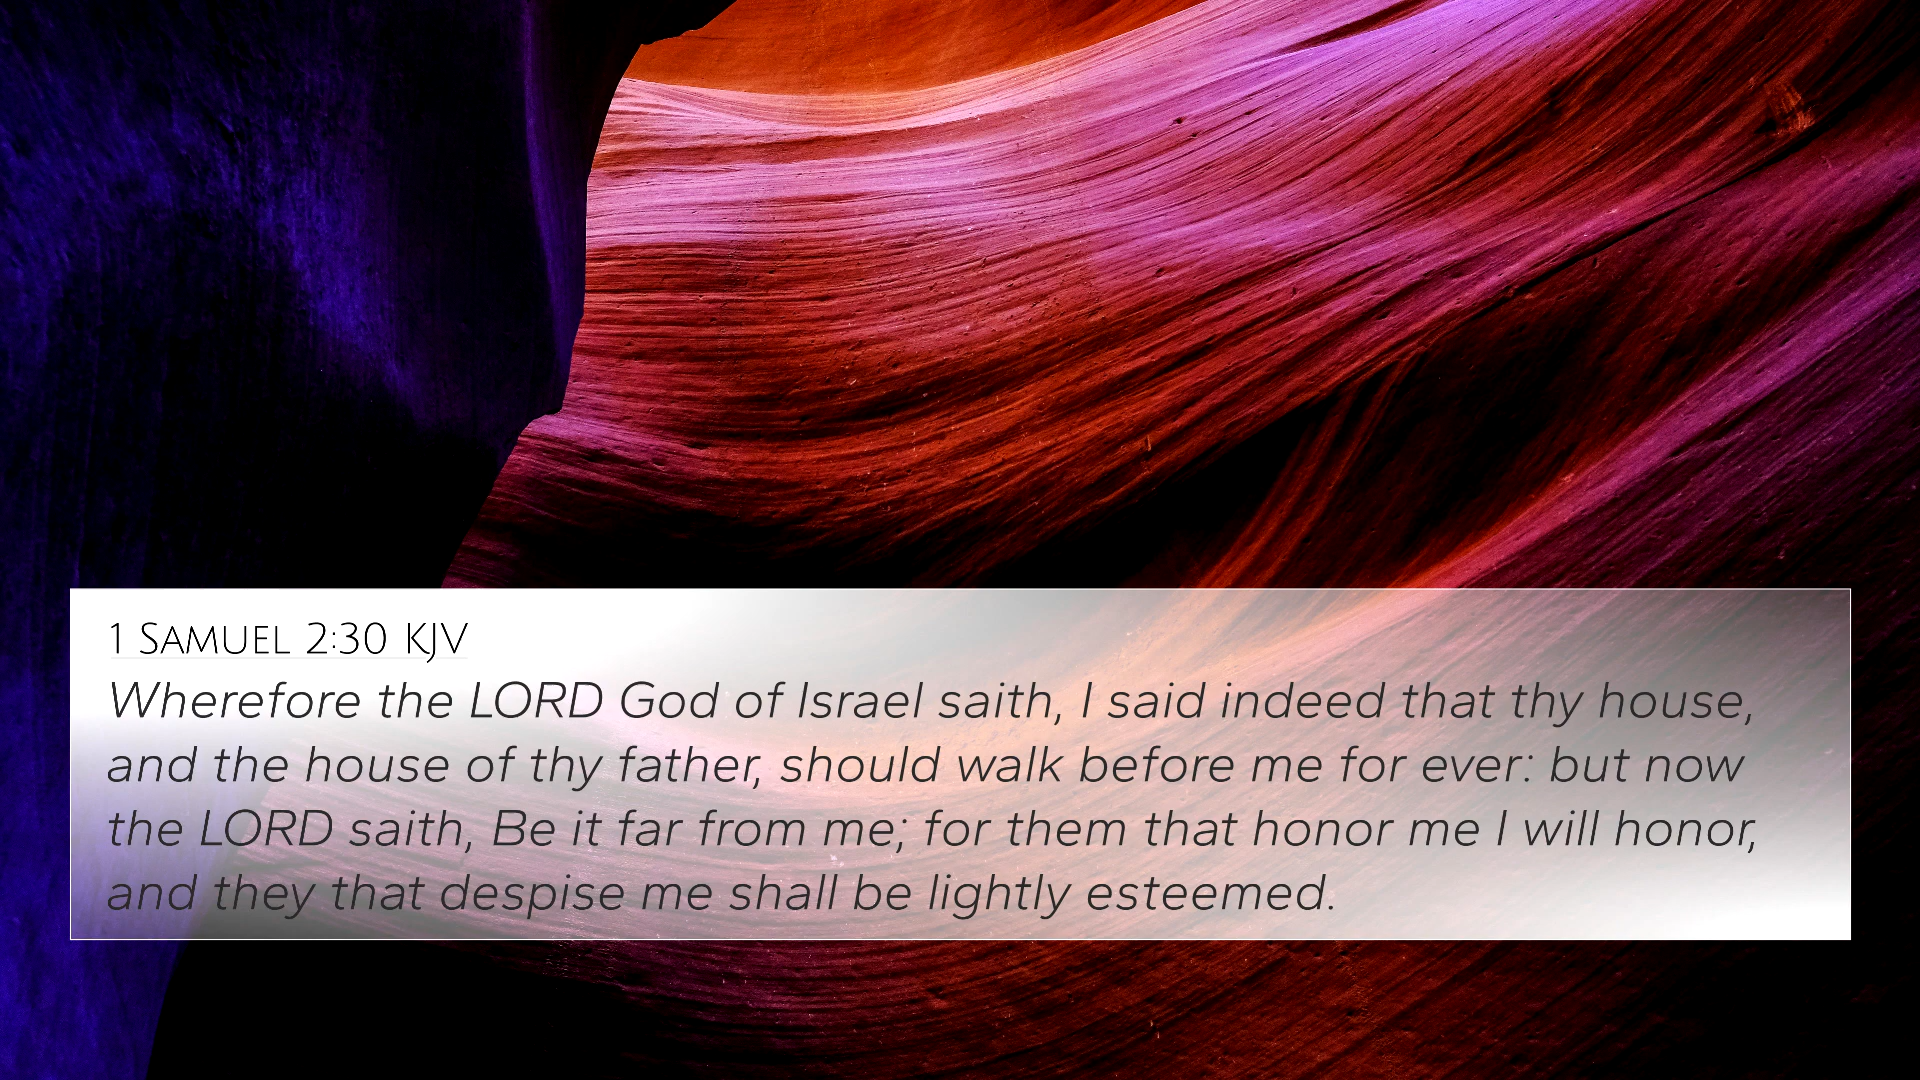 1 SAMUEL 2:30 KJV
Wherefore the LORD God of Israel saith, I said indeed that thy house,
and the house of thy father, should walk before me for ever: but now
the LORD saith, Be it far from me; for them that honor me I will honor,
and they that despise me shall be lightly esteemed.